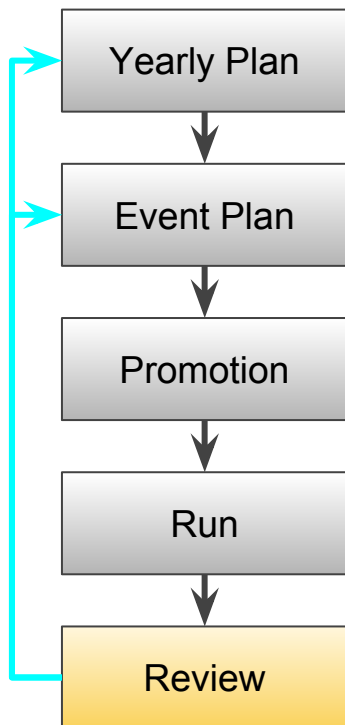 Yearly Plan
Event Plan
Promotion
Run
Review